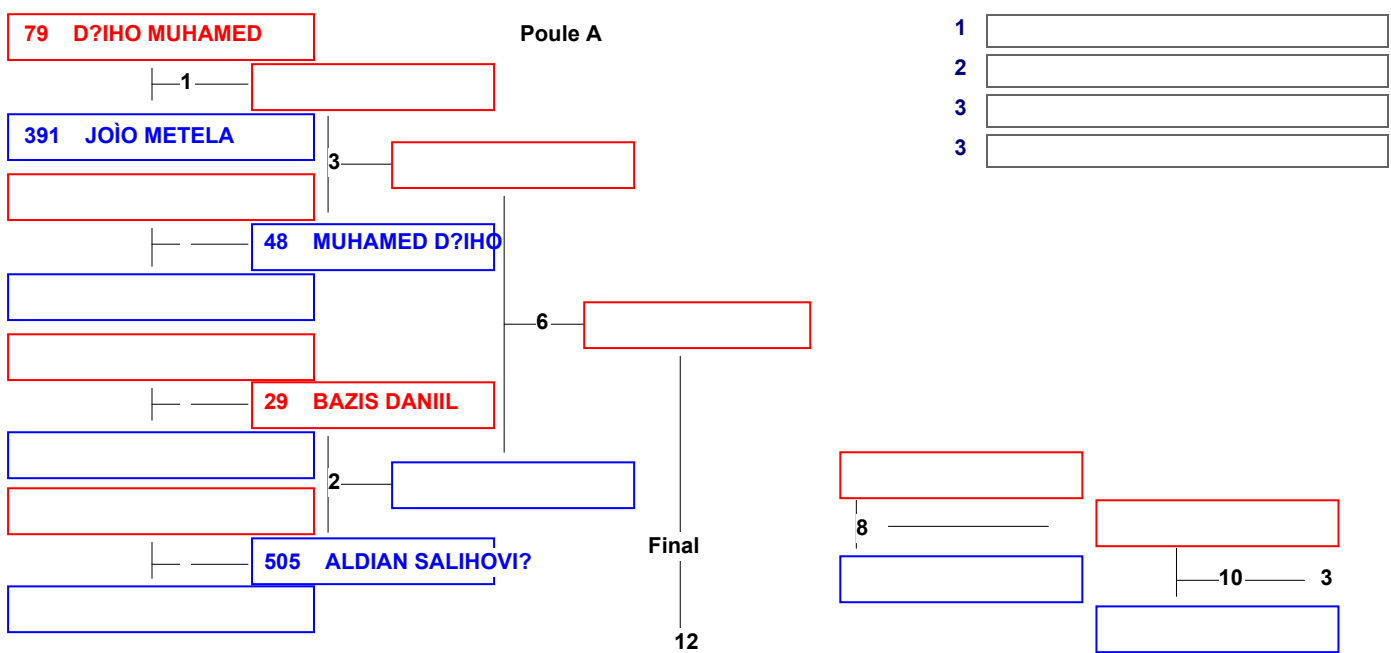 79 D?IHO MUHAMED
Poule A
1
1
2
391 JOÌO METELA
3
3
3
48 MUHAMED D?IHO
6
29 BAZIS DANIIL
2
8
Final
505 ALDIAN SALIHOVI?
10 3
12